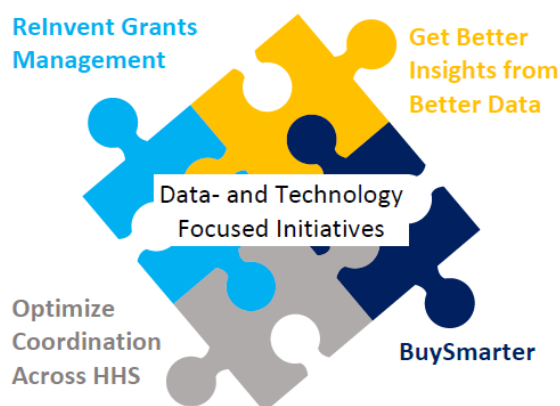 ReInvent Grants
Management
Get Better
Insights from
Better Data
Data- and Technology
Focused Initiatives
Optimize
Coordination
Across HHS
BuySmarter